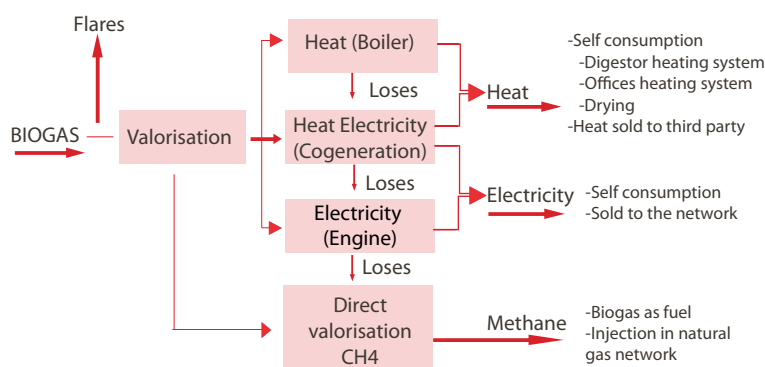 Flares
BIOGAS
Valorisation
Heat (Boiler)
Loses
Heat Electricity
(Cogeneration)
Loses
Electricity
(Engine)
Loses
Direct
valorisation
CH4
Heat
-Self consumption
-Digestor heating system
-Offices heating system
-Drying
-Heat sold to third party
Electricity
-Self consumption
-Sold to the network
Methane
-Biogas as fuel
-Injection in natural
gas network